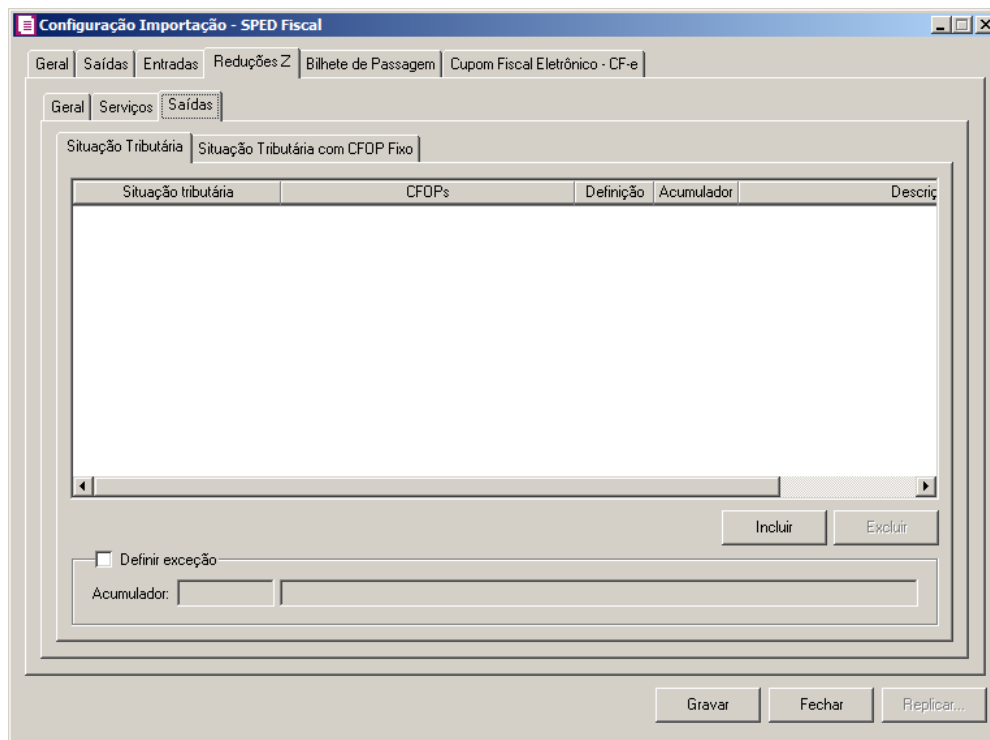 Configuração Importação - SPED Fiscal
Geral Saídas Entradas Reduções Z Bilhete de Passagem Cupom Fiscal Eletrônico - CF-e
Geral Serviços Saídas
Situação Tributária Situação Tributária com CFOP Fixo
Situação tributária CFOPs Definição Acumulador Descriç
Incluir Excluir
Definir exceção
Acumulador:
Gravar Fechar Replicar...